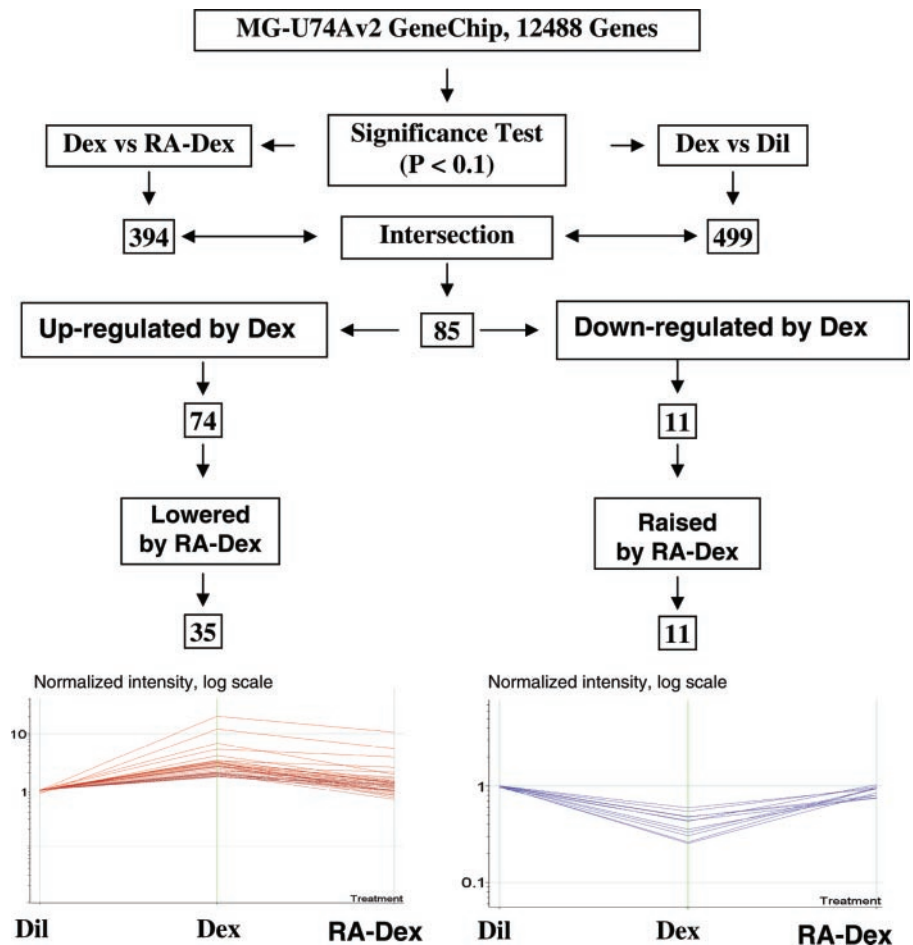 MG-U74Av2 GeneChip, 12488 Genes
Dex vs RA-Dex
Significance Test
(P < 0.1)
Dex vs Dil
394
Intersection
499
Up-regulated by Dex
85
Down-regulated by Dex
74
11
Lowered
by RA-Dex
Raised
by RA-Dex
35
11
Normalized intensity, log scale
10
1
Treatment
Dil
Dex
RA-Dex
Normalized intensity, log scale
1
0.1
Treatment
Dil
Dex
RA-Dex